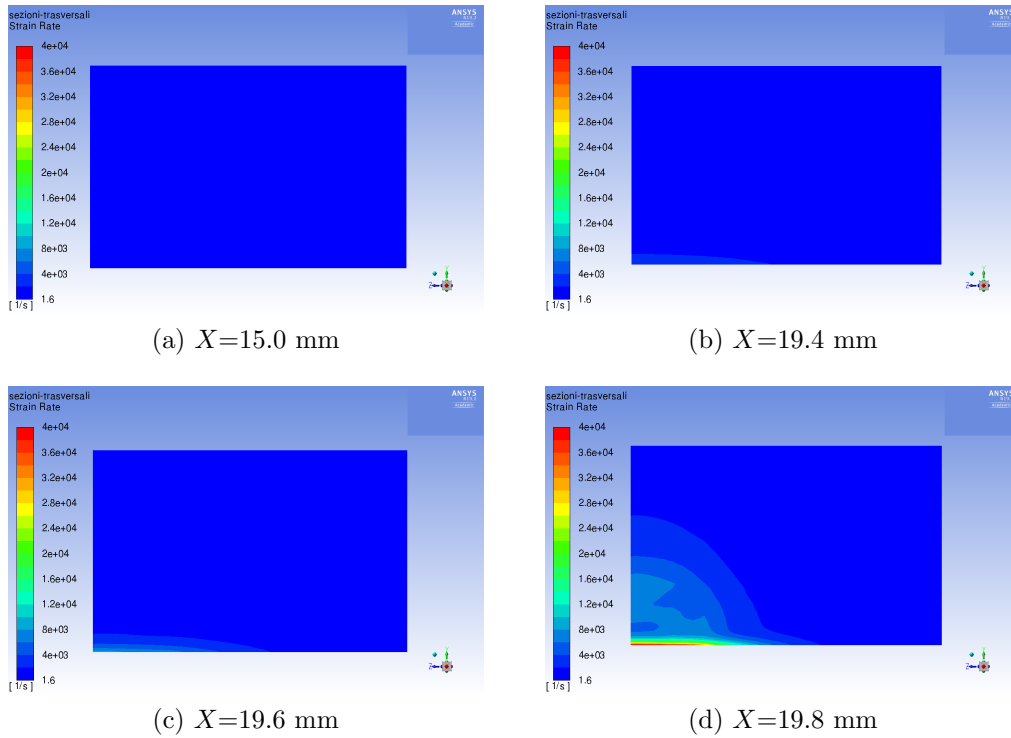 sezioni-trasversali
Strain Rate
ANSYS
4e+04
3.6e+04
3.2e+04
2.8e+04
2.4e+04
2e+04
1.6e+04
1.2e+04
8e+03
4e+03
1.6
[ 1/s ]
Y
Z
(a) X=15.0 mm
sezioni-trasversali
Strain Rate
ANSYS
4e+04
3.6e+04
3.2e+04
2.8e+04
2.4e+04
2e+04
1.6e+04
1.2e+04
8e+03
4e+03
1.6
[ 1/s ]
Y
Z
(b) X=19.4 mm
sezioni-trasversali
Strain Rate
ANSYS
4e+04
3.6e+04
3.2e+04
2.8e+04
2.4e+04
2e+04
1.6e+04
1.2e+04
8e+03
4e+03
1.6
[ 1/s ]
Y
Z
(c) X=19.6 mm
sezioni-trasversali
Strain Rate
ANSYS
4e+04
3.6e+04
3.2e+04
2.8e+04
2.4e+04
2e+04
1.6e+04
1.2e+04
8e+03
4e+03
1.6
[ 1/s ]
Y
Z
(d) X=19.8 mm